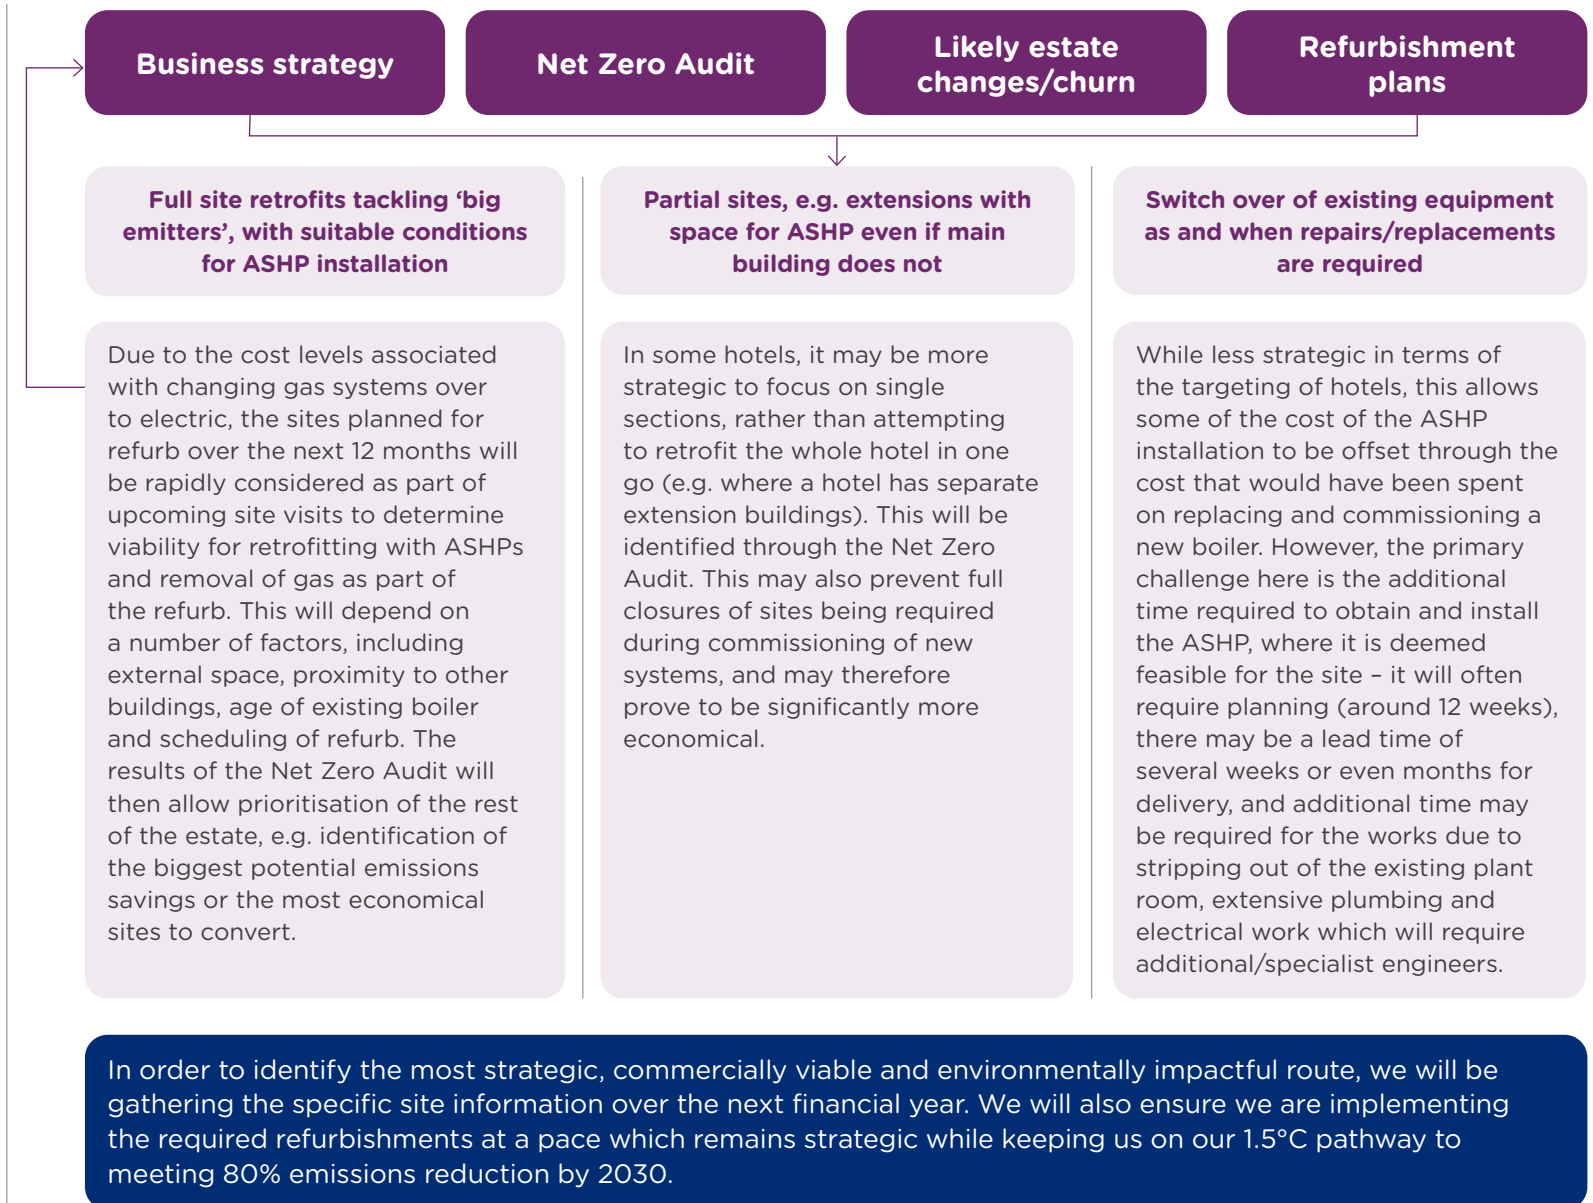 Business strategy
Net Zero Audit
Likely estate
changes/churn
Refurbishment
plans
Full site retrofits tackling ‘big
emitters’, with suitable conditions
for ASHP installation
Partial sites, e.g. extensions with
space for ASHP even if main
building does not
Switch over of existing equipment
as and when repairs/replacements
are required
Due to the cost levels associated
with changing gas systems over
to electric, the sites planned for
refurb over the next 12 months will
be rapidly considered as part of
upcoming site visits to determine
viability for retrofitting with ASHPs
and removal of gas as part of
the refurb. This will depend on
a number of factors, including
external space, proximity to other
buildings, age of existing boiler
and scheduling of refurb. The
results of the Net Zero Audit will
then allow prioritisation of the rest
of the estate, e.g. identification of
the biggest potential emissions
savings or the most economical
sites to convert.
In some hotels, it may be more
strategic to focus on single
sections, rather than attempting
to retrofit the whole hotel in one
go (e.g. where a hotel has separate
extension buildings). This will be
identified through the Net Zero
Audit. This may also prevent full
closures of sites being required
during commissioning of new
systems, and may therefore
prove to be significantly more
economical.
While less strategic in terms of
the targeting of hotels, this allows
some of the cost of the ASHP
installation to be offset through the
cost that would have been spent
on replacing and commissioning a
new boiler. However, the primary
challenge here is the additional
time required to obtain and install
the ASHP, where it is deemed
feasible for the site – it will often
require planning (around 12 weeks),
there may be a lead time of
several weeks or even months for
delivery, and additional time may
be required for the works due to
stripping out of the existing plant
room, extensive plumbing and
electrical work which will require
additional/specialist engineers.
In order to identify the most strategic, commercially viable and environmentally impactful route, we will be
gathering the specific site information over the next financial year. We will also ensure we are implementing
the required refurbishments at a pace which remains strategic while keeping us on our 1.5°C pathway to
meeting 80% emissions reduction by 2030.